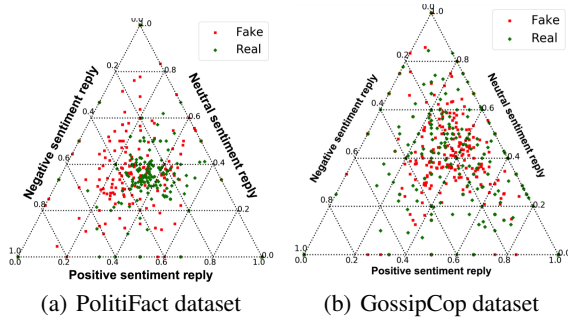 0.0 1.0
Fake
Real
0.2 0.8
0.4 0.6
0.6 0.4
0.8 0.2
1.0 0.0
0.0 0.2 0.4 0.6 0.8 1.0
Negative sentiment reply
Neutral sentiment reply
Positive sentiment reply
(a) PolitiFact dataset
0.0 1.0
Fake
Real
0.2 0.8
0.4 0.6
0.6 0.4
0.8 0.2
1.0 0.0
0.0 0.2 0.4 0.6 0.8 1.0
Negative sentiment reply
Neutral sentiment reply
Positive sentiment reply
(b) GossipCop dataset